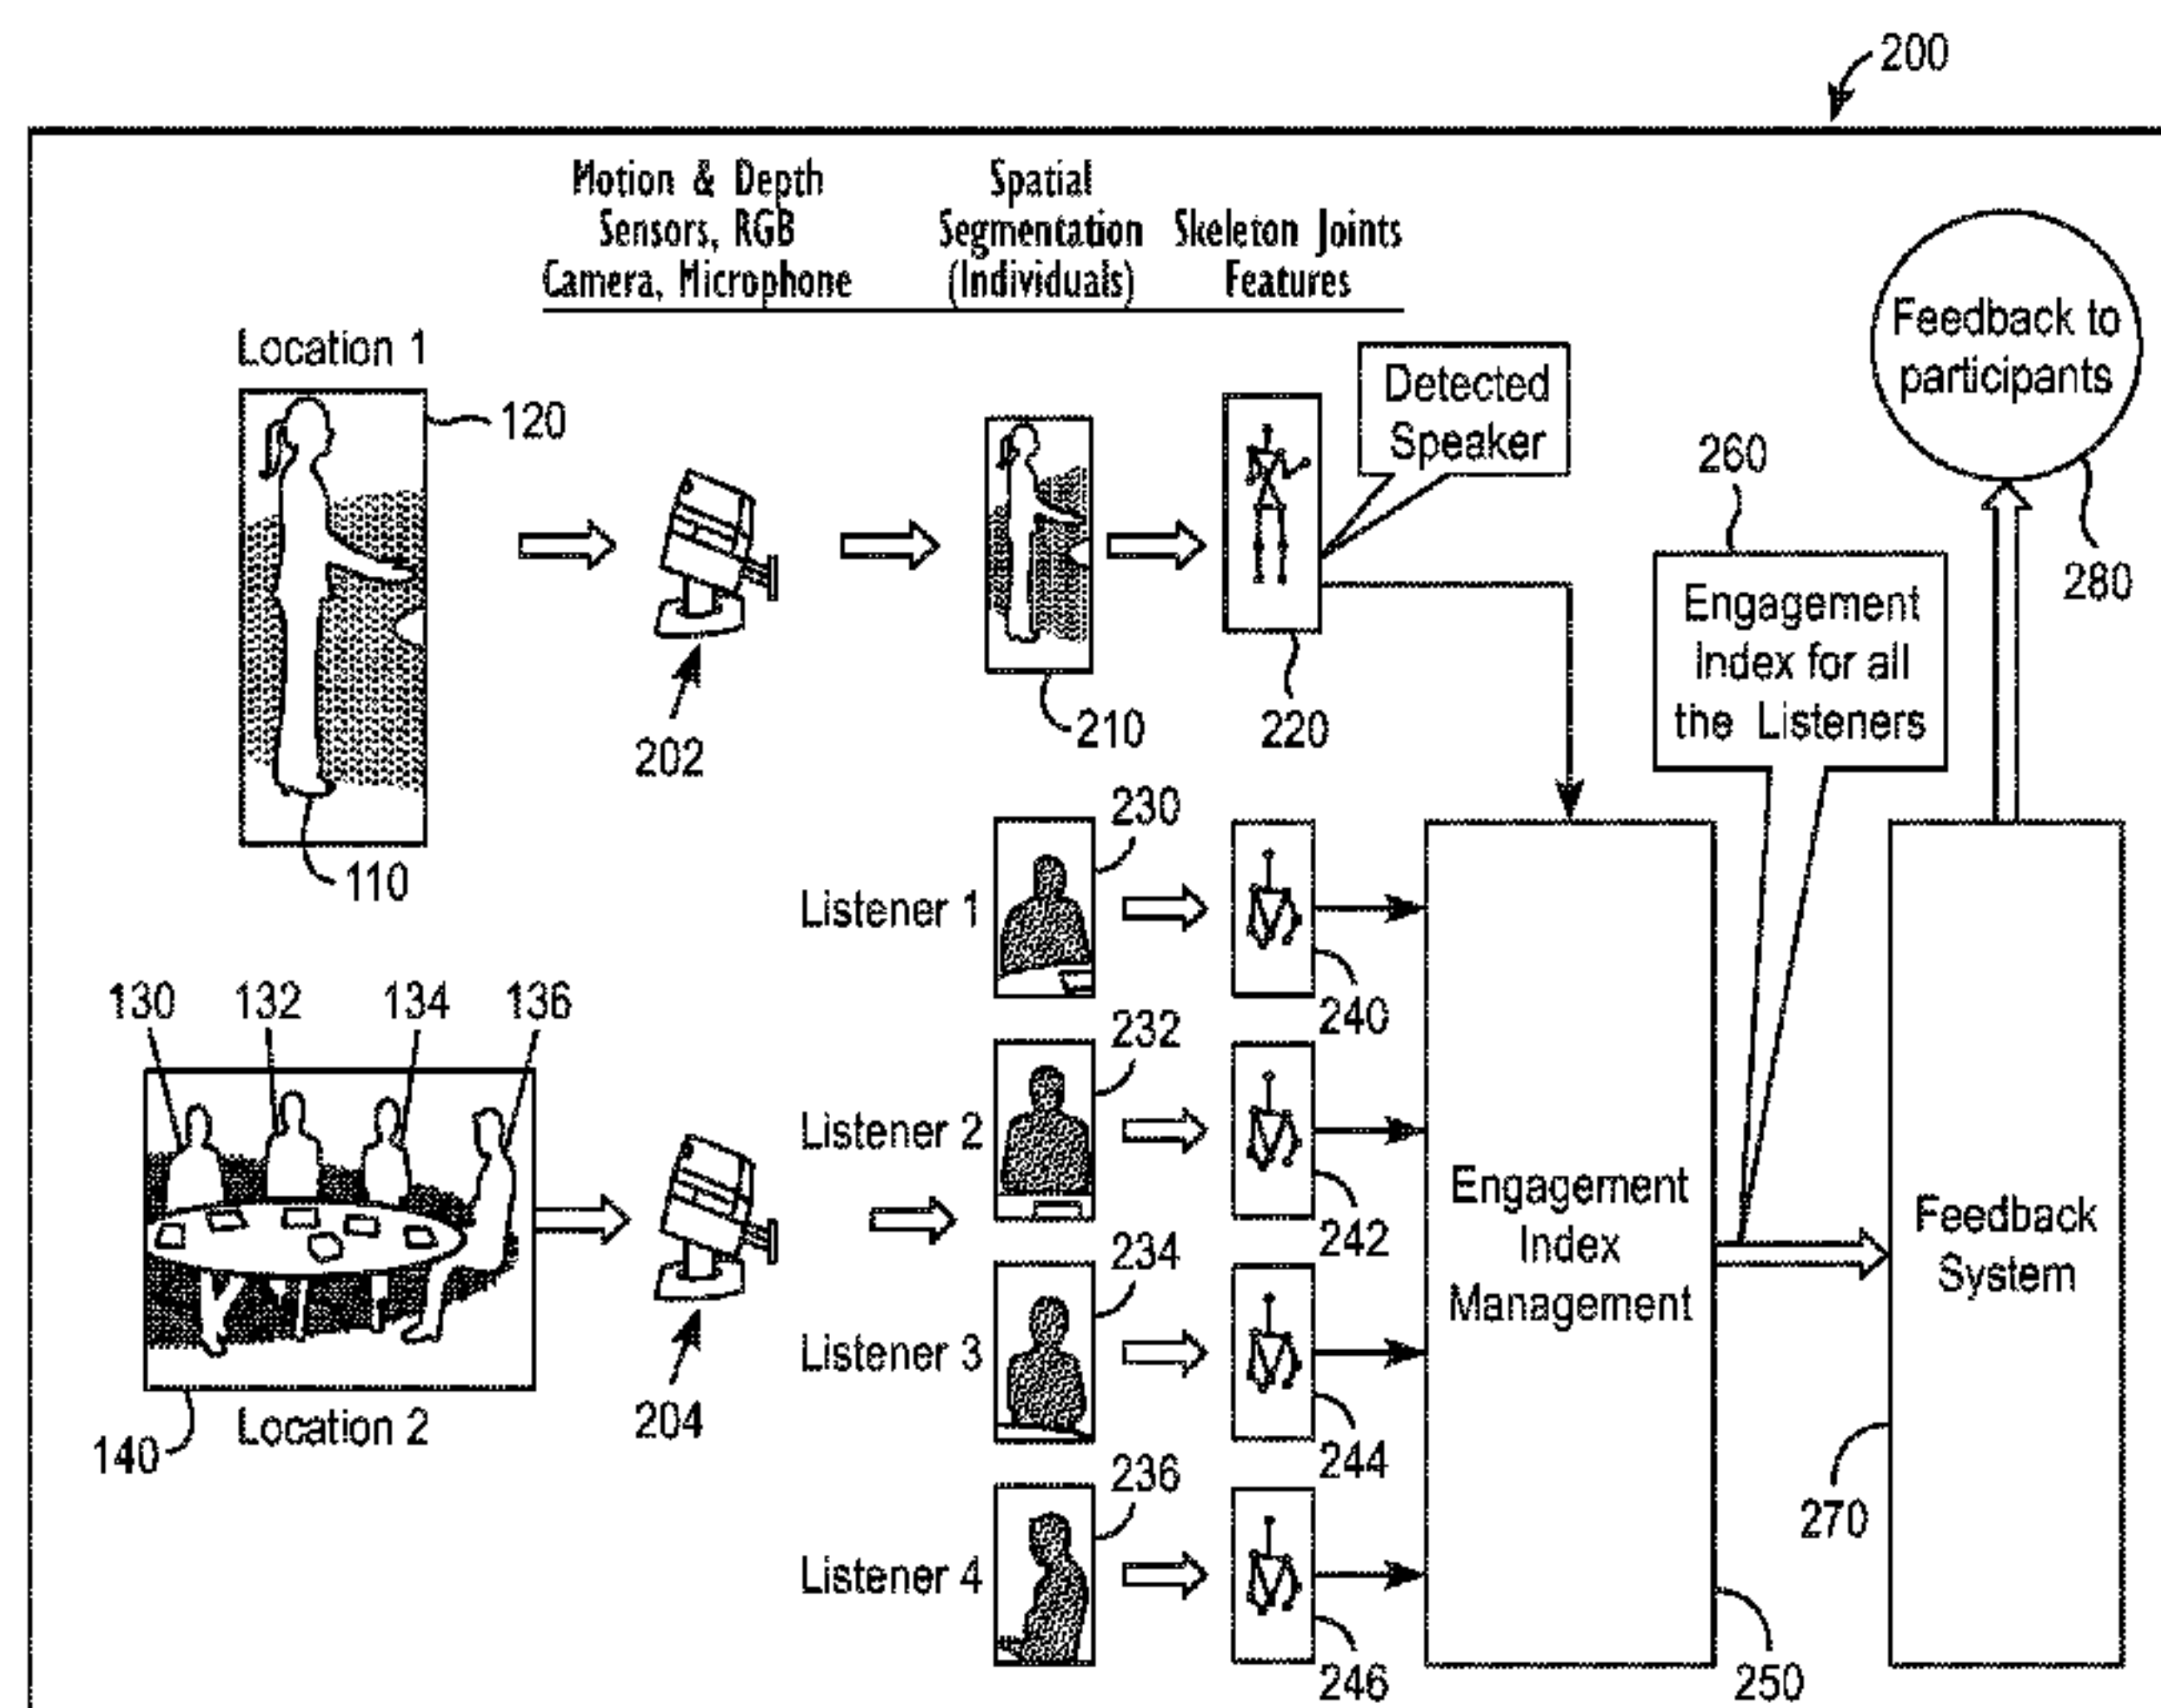 200
Motion & Depth
Sensors, RGB
Camera, Microphone
Spatial
Segmentation
(Individuals)
Skeleton Joints
Features
Location 1
120
110
202
210
Detected
Speaker
220
260
Engagement
Index for all
the Listeners
Feedback to
participants
280
130
132
134
136
140
Location 2
204
Listener 1
230
240
Listener 2
232
242
Listener 3
234
244
Listener 4
236
246
Engagement
Index
Management
250
Feedback
System
270